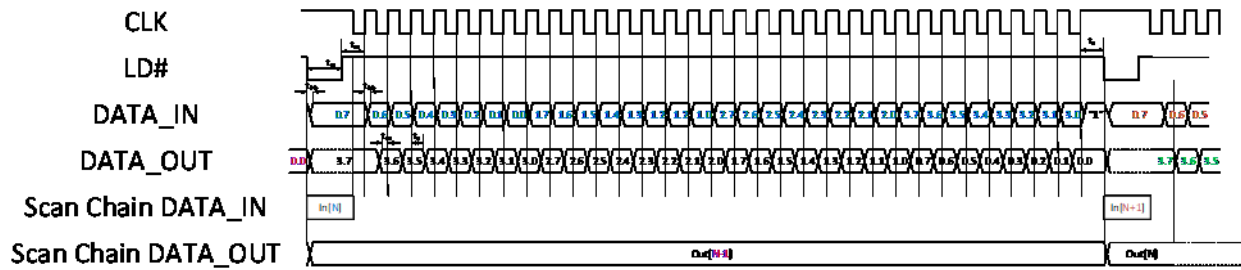 CLK
LD#
DATA_IN 0.7 0.6 0.5 0.4 0.3 0.2 0.1 0.0 1.7 1.6 1.5 1.4 1.3 1.2 1.1 1.0 2.7 2.6 2.5 2.4 2.3 2.2 2.1 2.0 3.7 3.6 3.5 3.4 3.3 3.2 3.1 3.0 "1" 0.7 0.6 0.5
DATA_OUT 0.0 3.7 3.6 3.5 3.4 3.3 3.2 3.1 3.0 2.7 2.6 2.5 2.4 2.3 2.2 2.1 2.0 1.7 1.6 1.5 1.4 1.3 1.2 1.1 1.0 0.7 0.6 0.5 0.4 0.3 0.2 0.1 0.0 3.7 3.6 3.5
Scan Chain DATA_IN In[N] In[N+1]
Scan Chain DATA_OUT Out[N-1] Out[N]